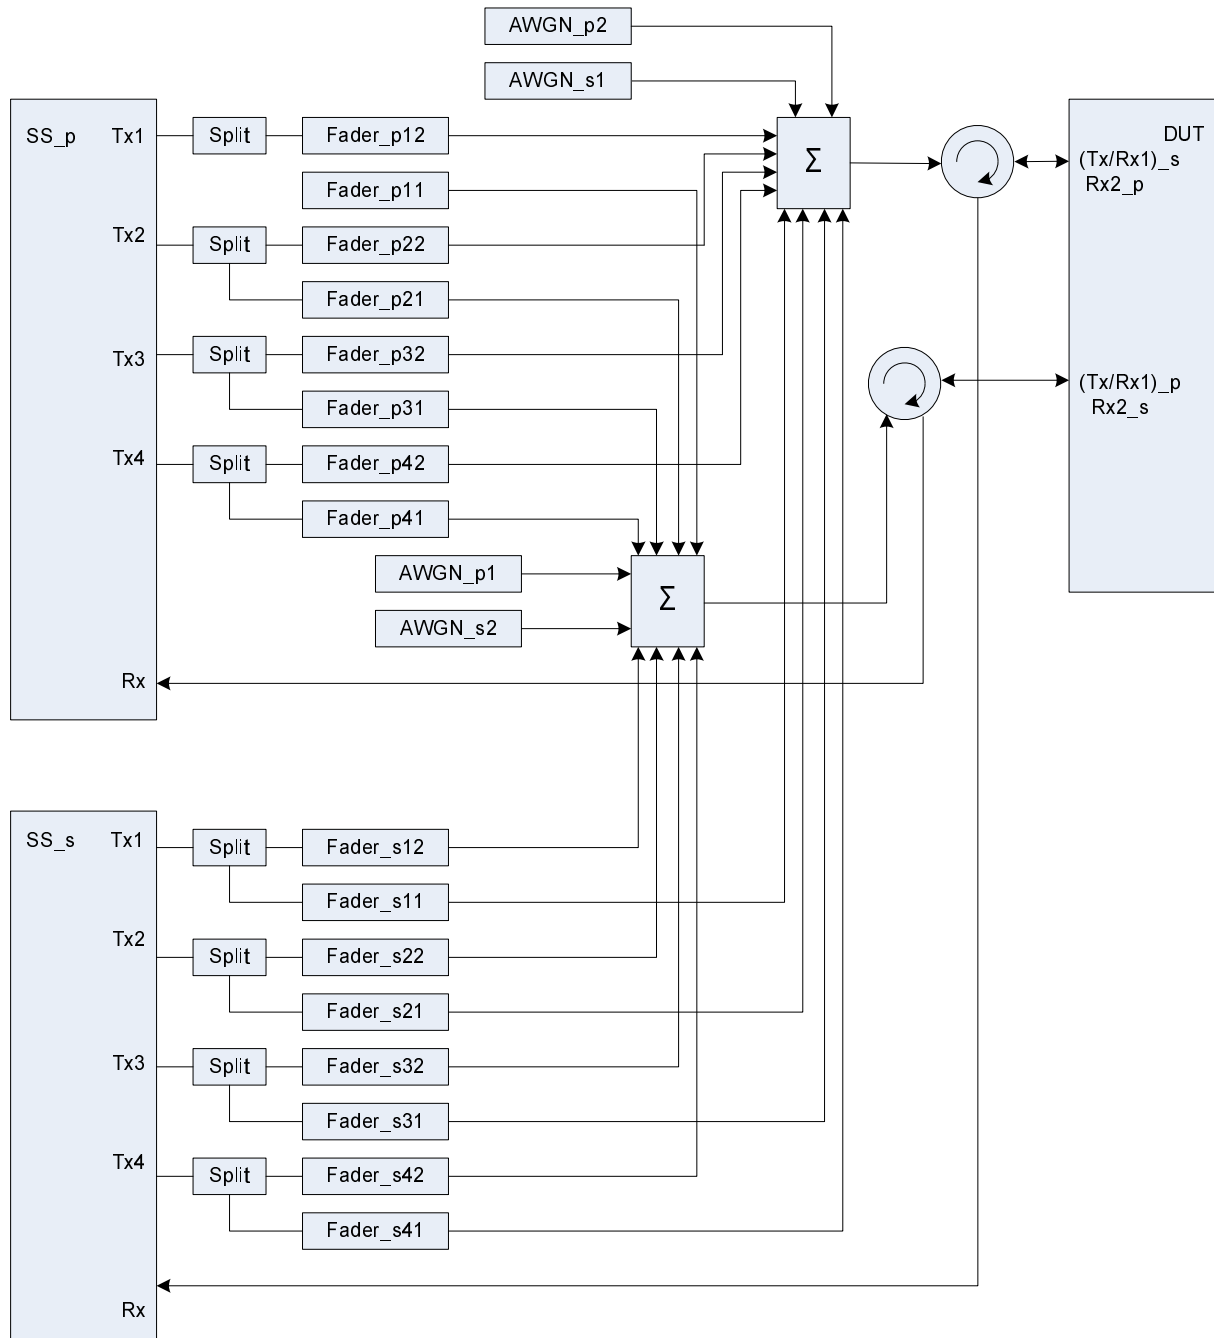 AWGN_p2
AWGN_s1
SS_p
Tx1
Split
Fader_p12
Σ
DUT
(Tx/Rx1)_s
Rx2_p
Fader_p11
Tx2
Split
Fader_p22
Fader_p21
Tx3
Split
Fader_p32
(Tx/Rx1)_p
Rx2_s
Fader_p31
Tx4
Split
Fader_p42
Fader_p41
AWGN_p1
Σ
AWGN_s2
Rx
SS_s
Tx1
Split
Fader_s12
Fader_s11
Tx2
Split
Fader_s22
Fader_s21
Tx3
Split
Fader_s32
Fader_s31
Tx4
Split
Fader_s42
Fader_s41
Rx